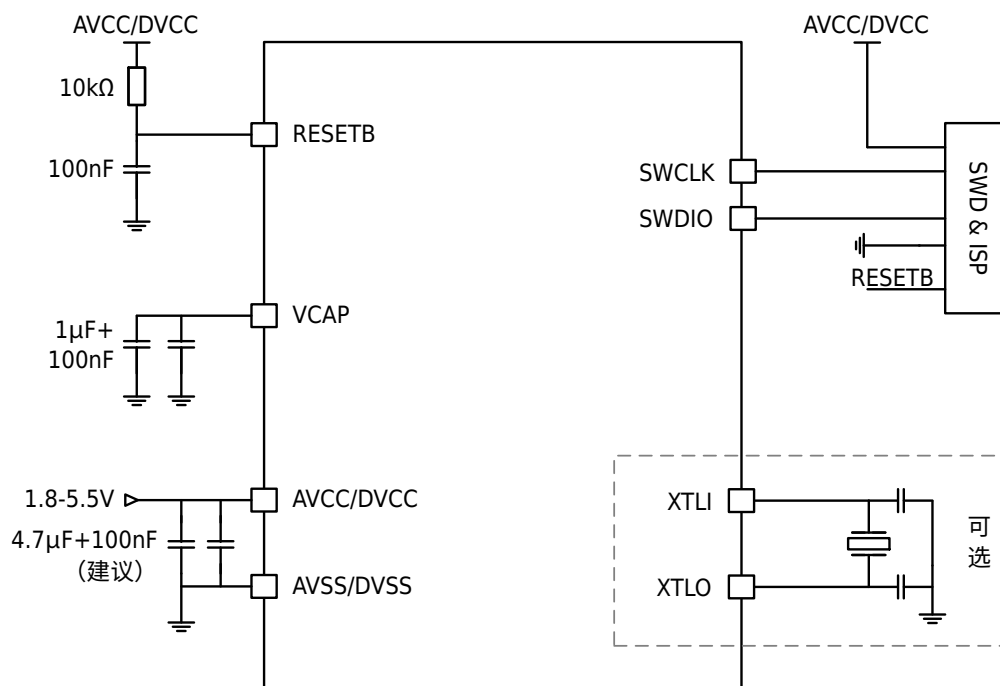 AVCC/DVCC
10kΩ
RESETB
100nF
VCAP
1µF+
100nF
1.8-5.5V
AVCC/DVCC
4.7µF+100nF
（建议）
AVSS/DVSS
AVCC/DVCC
SWCLK
SWDIO
RESETB
SWD & ISP
XTLI
XTLO
可
选